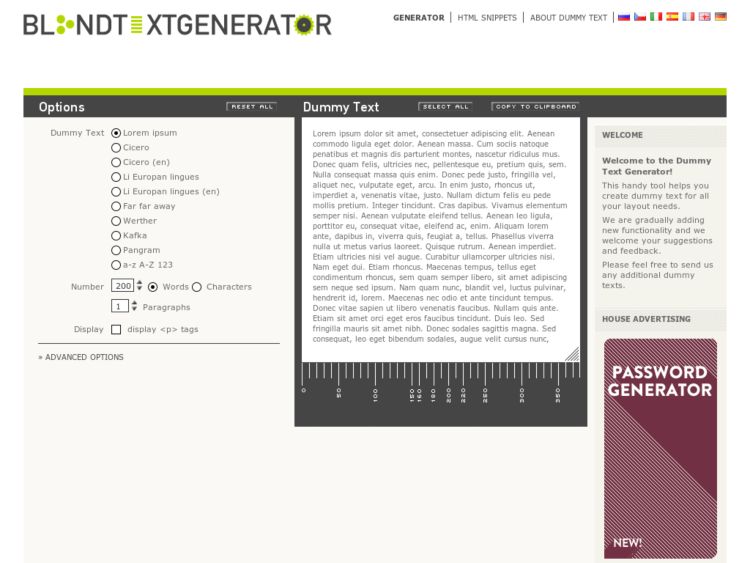 BLINDTEXTGENERATOR
GENERATOR
HTML SNIPPETS
ABOUT DUMMY TEXT
Options
RESET ALL
Dummy Text
SELECT ALL
COPY TO CLIPBOARD
Dummy Text
Lorem ipsum
Cicero
Cicero (en)
Li Europan lingues
Li Europan lingues (en)
Far far away
Werther
Kafka
Pangram
a-z A-Z 123
Number 200 Words Characters
1 Paragraphs
Display display <p> tags
» ADVANCED OPTIONS
Lorem ipsum dolor sit amet, consectetuer adipiscing elit. Aenean
commodo ligula eget dolor. Aenean massa. Cum sociis natoque
penatibus et magnis dis parturient montes, nascetur ridiculus mus.
Donec quam felis, ultricies nec, pellentesque eu, pretium quis, sem.
Nulla consequat massa quis enim. Donec pede justo, fringilla vel,
aliquet nec, vulputate eget, arcu. In enim justo, rhoncus ut,
imperdiet a, venenatis vitae, justo. Nullam dictum felis eu pede
mollis pretium. Integer tincidunt. Cras dapibus. Vivamus elementum
semper nisi. Aenean vulputate eleifend tellus. Aenean leo ligula,
porttitor eu, consequat vitae, eleifend ac, enim. Aliquam lorem
ante, dapibus in, viverra quis, feugiat a, tellus. Phasellus viverra
nulla ut metus varius laoreet. Quisque rutrum. Aenean imperdiet.
Etiam ultricies nisi vel augue. Curabitur ullamcorper ultricies nisi.
Nam eget dui. Etiam rhoncus. Maecenas tempus, tellus eget
condimentum rhoncus, sem quam semper libero, sit amet adipiscing
sem neque sed ipsum. Nam quam nunc, blandit vel, luctus pulvinar,
hendrerit id, lorem. Maecenas nec odio et ante tincidunt tempus.
Donec vitae sapien ut libero venenatis faucibus. Nullam quis ante.
Etiam sit amet orci eget eros faucibus tincidunt. Duis leo. Sed
fringilla mauris sit amet nibh. Donec sodales sagittis magna. Sed
consequat, leo eget bibendum sodales, augue velit cursus nunc,
0 50 100 150 160 180 200 220 250 300 350
WELCOME
Welcome to the Dummy
Text Generator!
This handy tool helps you
create dummy text for all
your layout needs.
We are gradually adding
new functionality and we
welcome your suggestions
and feedback.
Please feel free to send us
any additional dummy
texts.
HOUSE ADVERTISING
PASSWORD
GENERATOR
NEW!